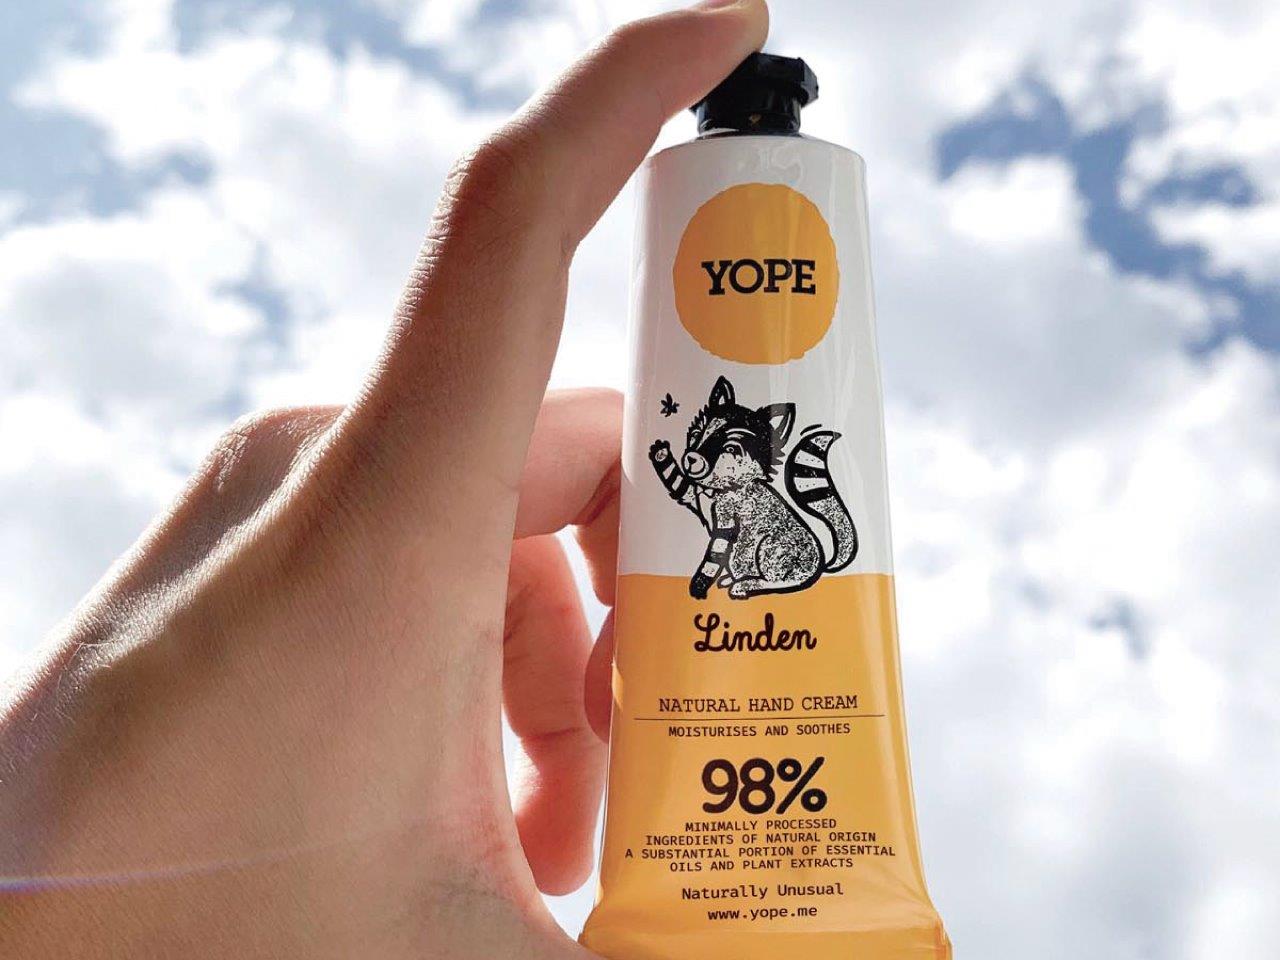 YOPE
Linden
NATURAL HAND CREAM
MOISTURISES AND SOOTHES
98%
MINIMALLY PROCESSED
INGREDIENTS OF NATURAL ORIGIN
A SUBSTANTIAL PORTION OF ESSENTIAL
OILS AND PLANT EXTRACTS
Naturally Unusual
www.yope.me